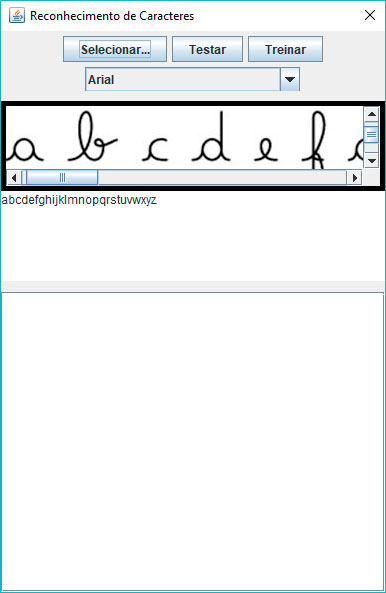 Reconhecimento de Caracteres
Selecionar... Testar Treinar
Arial
a b c d e f
abcdefghijklmnopqrstuvwxyz